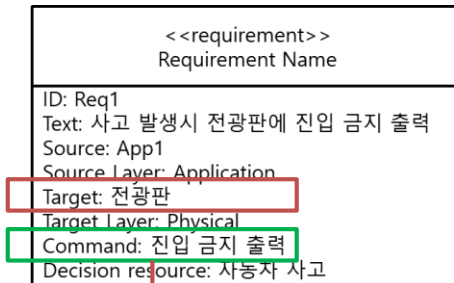 <<requirement>>
Requirement Name
ID: Req1
Text: 사고 발생시 전광판에 진입 금지 출력
Source: App1
Source Layer: Application
Target: 전광판
Target Layer: Physical
Command: 진입 금지 출력
Decision resource: 자동자 사고